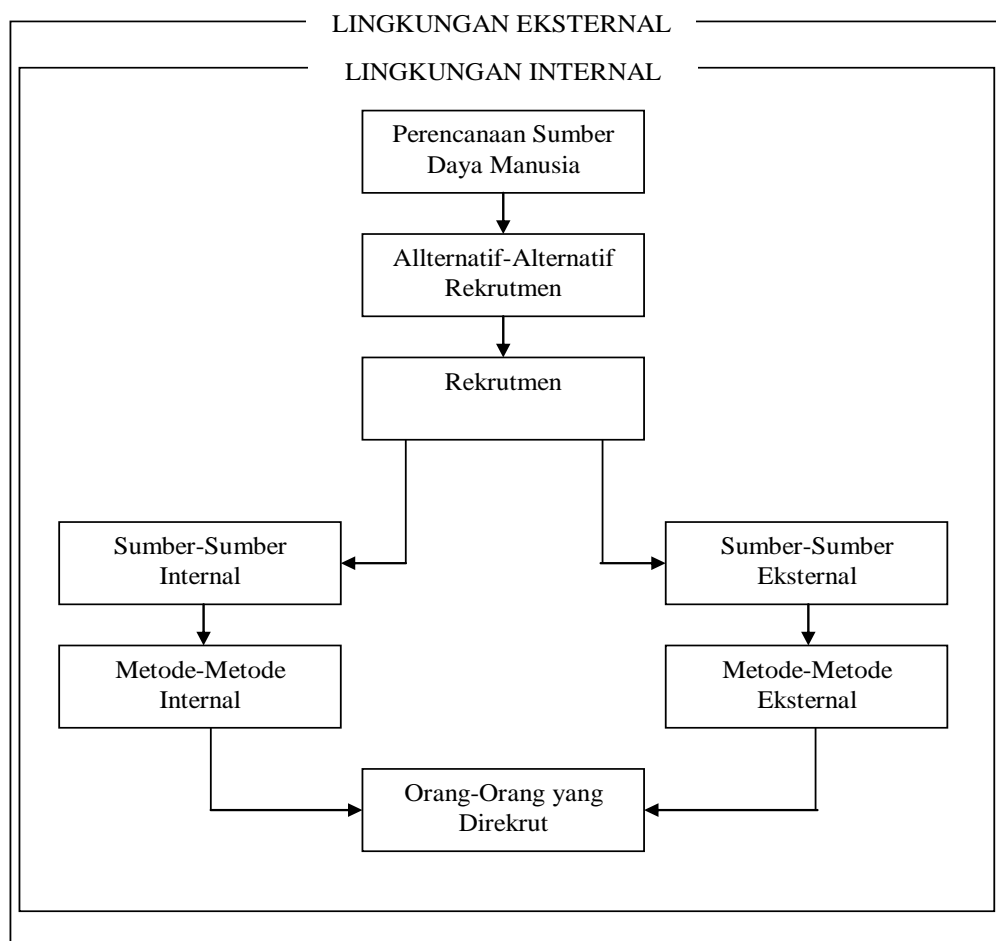 LINGKUNGAN EKSTERNAL
LINGKUNGAN INTERNAL
Perencanaan Sumber
Daya Manusia
Allternatif-Alternatif
Rekrutmen
Rekrutmen
Sumber-Sumber
Internal
Sumber-Sumber
Eksternal
Metode-Metode
Internal
Metode-Metode
Eksternal
Orang-Orang yang
Direkrut